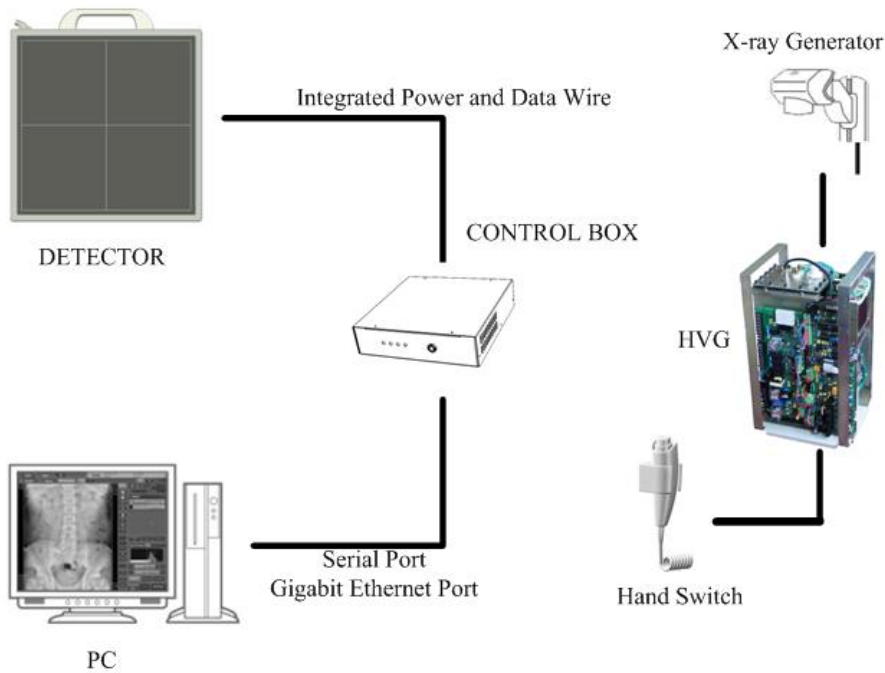 X-ray Generator
Integrated Power and Data Wire
CONTROL BOX
DETECTOR
HVG
Serial Port
Gigabit Ethernet Port
Hand Switch
PC